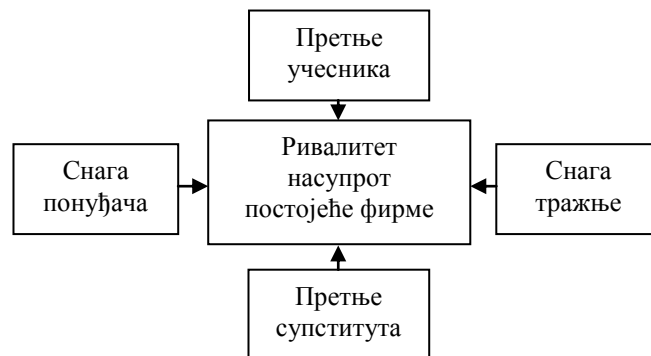 Претње
учесника
Снага
понуђача
Ривалитет
насупрот
постојеће фирме
Снага
тражње
Претње
супститута